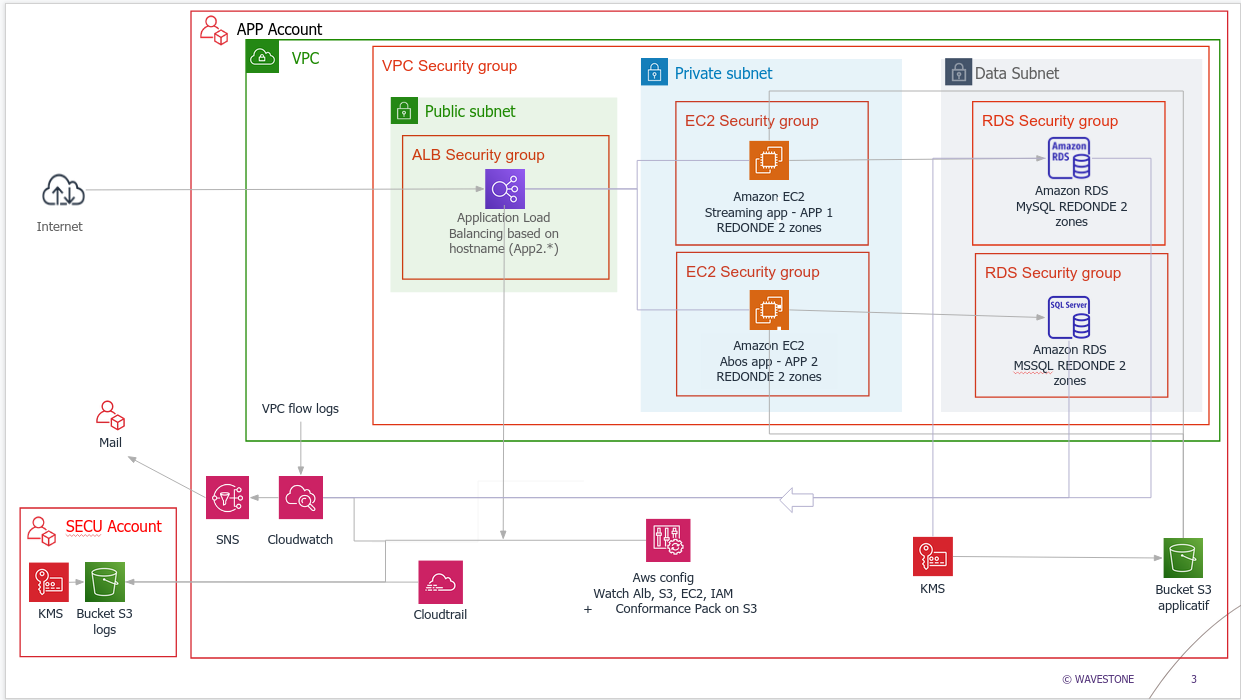 APP Account
VPC
VPC Security group
Private subnet
Data Subnet
Public subnet
EC2 Security group
RDS Security group
ALB Security group
Amazon
RDS
Amazon EC2
Streaming app - APP 1
REDONDE 2 zones
Amazon RDS
MySQL REDONDE 2
zones
Internet
Application Load
Balancing based on
hostname (App2.*)
EC2 Security group
RDS Security group
SQL Server
Amazon EC2
Abos app - APP 2
REDONDE 2 zones
Amazon RDS
MSSQL REDONDE 2
zones
VPC flow logs
Mail
SECU Account
SNS
Cloudwatch
Aws config
Watch Alb, S3, EC2, IAM
+ Conformance Pack on S3
KMS
Bucket S3
applicatif
KMS
Bucket S3
logs
Cloudtrail
© WAVESTONE
3